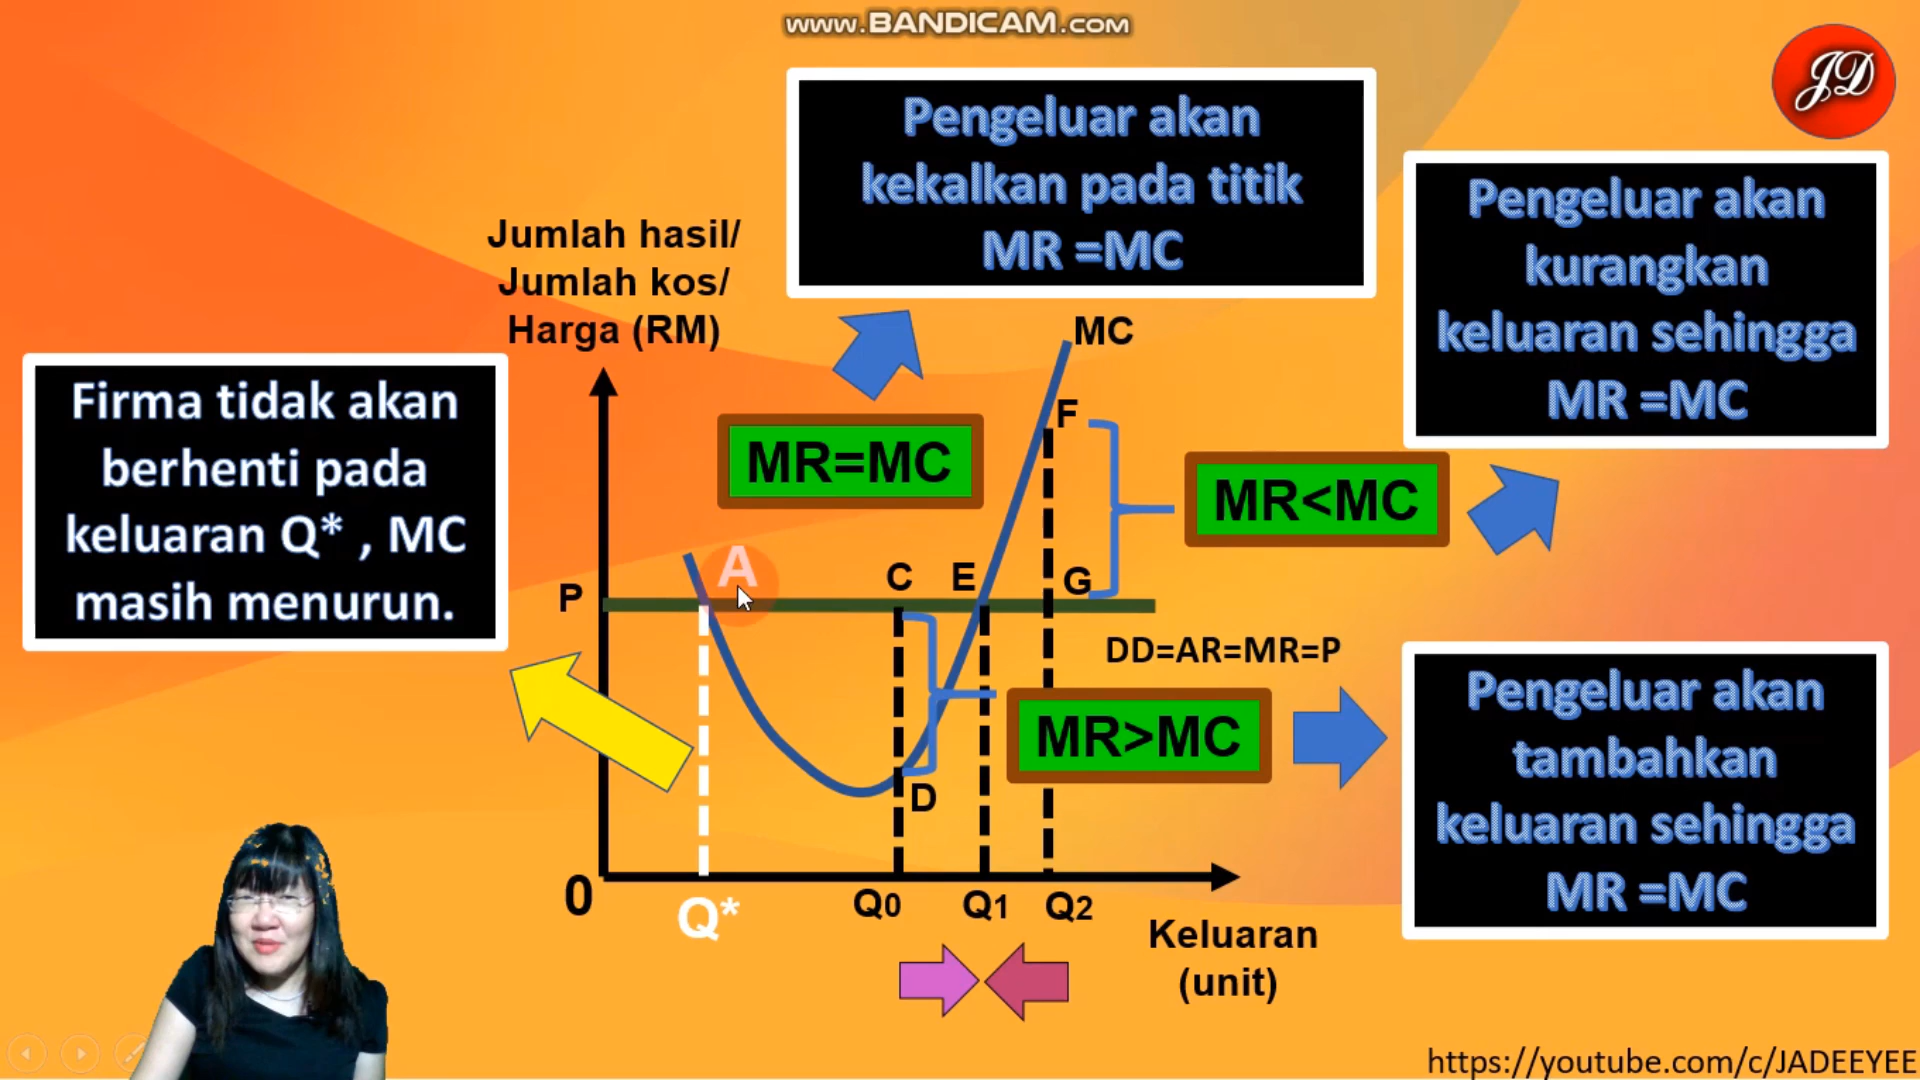 www.BANDICAM.com
JD
Pengeluar akan
kekalkan pada titik
MR =MC
Pengeluar akan
kurangkan
keluaran sehingga
MR =MC
Jumlah hasil/
Jumlah kos/
Harga (RM)
MC
Firma tidak akan
berhenti pada
keluaran Q* , MC
masih menurun.
MR=MC
F
MR<MC
A
P
C
E
G
DD=AR=MR=P
MR>MC
D
Pengeluar akan
tambahkan
keluaran sehingga
MR =MC
0
Q*
Q0
Q1
Q2
Keluaran
(unit)
https://youtube.com/c/JADEEYEE